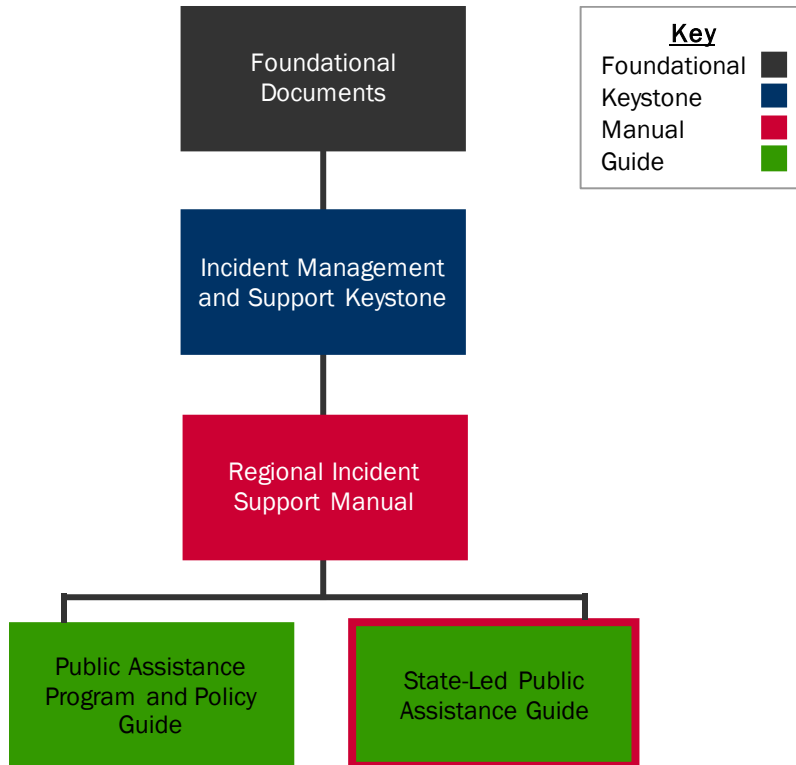 Foundational
Documents
Key
Foundational
Keystone
Manual
Guide
Incident Management
and Support Keystone
Regional Incident
Support Manual
Public Assistance
Program and Policy
Guide
State-Led Public
Assistance Guide